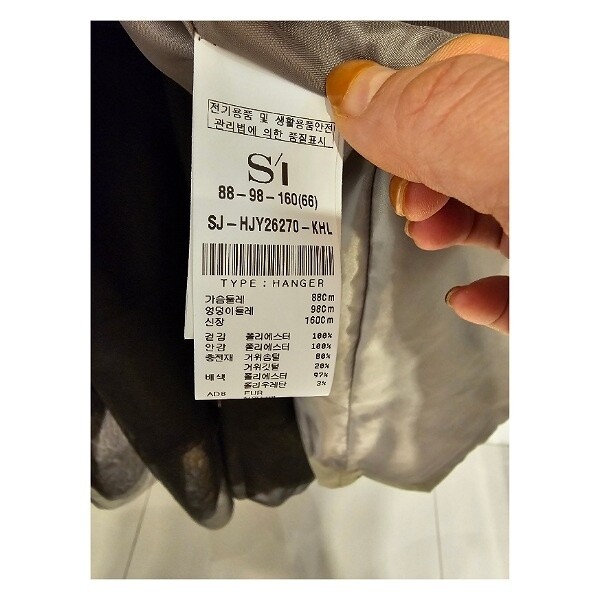 전기용품 및 생활용품안전
관리법에 의한 품질표시
S/I
88-98-160(66)
SJ-HJY26270-KHL
TYPE : HANGER
가슴둘레 88Cm
엉덩이둘레 98Cm
신장 160Cm
겉감 폴리에스터 100%
안감 폴리에스터 100%
충전재 거위솜털 80%
거위깃털 20%
배색 폴리에스터 97%
폴리우레탄 3%